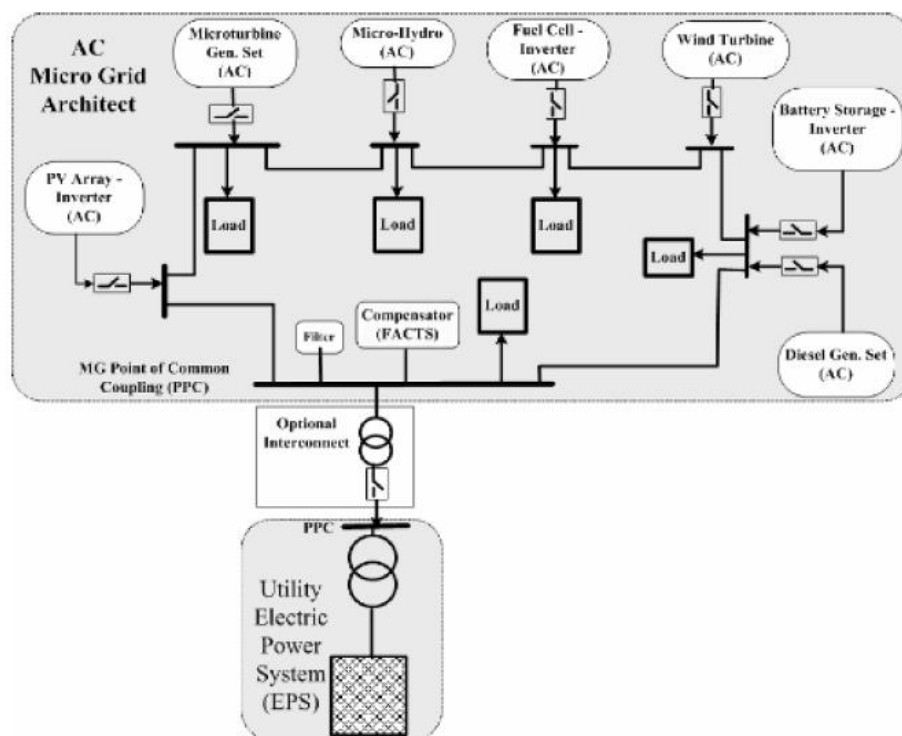 AC
Micro Grid
Architect
Microturbine
Gen. Set
(AC)
Micro-Hydro
(AC)
Fuel Cell -
Inverter
(AC)
Wind Turbine
(AC)
Battery Storage -
Inverter
(AC)
PV Array -
Inverter
(AC)
Load
Load
Load
Load
Load
Filter
Compensator
(FACTS)
Diesel Gen. Set
(AC)
MG Point of Common
Coupling (PPC)
Optional
Interconnect
PPC
Utility
Electric
Power
System
(EPS)